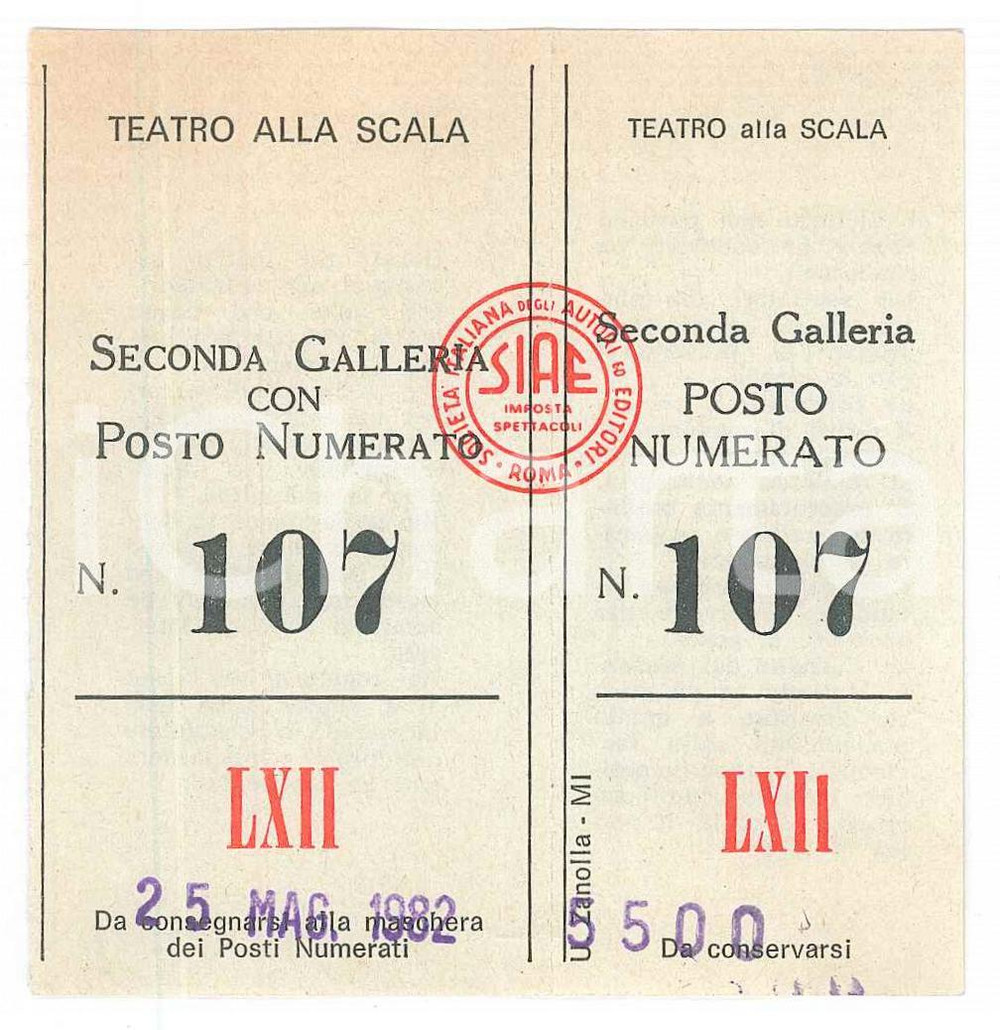 TEATRO ALLA SCALA
SECONDA GALLERIA
CON
POSTO NUMERATO
N. 107
LXII
25 MAG. 1982
Da consegnarsi alla maschera
dei Posti Numerati
SOCIETÀ ITALIANA DEGLI AUTORI ED EDITORI
SIAE
IMPOSTA
SPETTACOLI
• ROMA •
TEATRO alla SCALA
Seconda Galleria
POSTO
NUMERATO
N. 107
LXII
5500
Da conservarsi